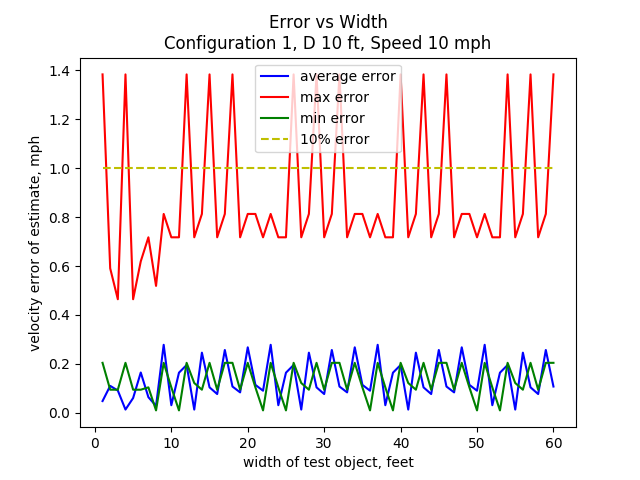 Error vs Width
Configuration 1, D 10 ft, Speed 10 mph
average error
max error
min error
10% error
velocity error of estimate, mph
1.4
1.2
1.0
0.8
0.6
0.4
0.2
0.0
0 10 20 30 40 50 60
width of test object, feet